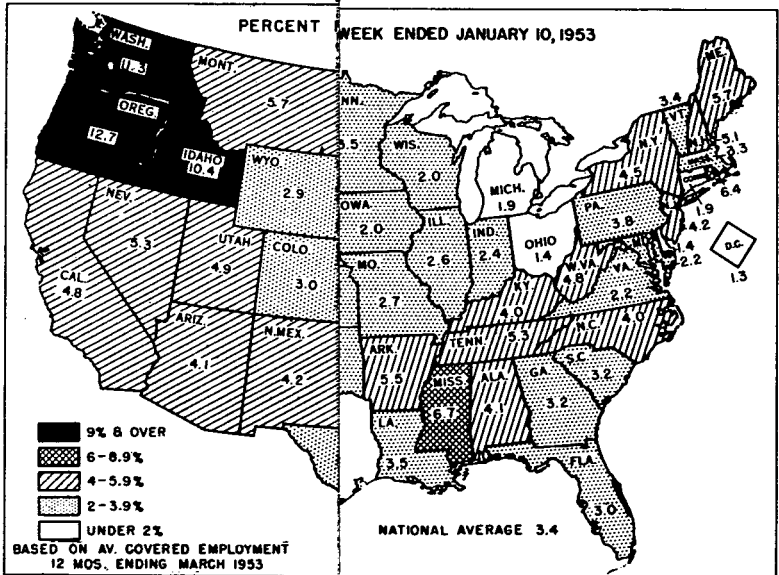 PERCENT
WEEK ENDED JANUARY 10, 1953
WASH.
11.3
MONT.
5.7
OREG.
12.7
IDAHO
10.4
WYO.
2.9
NEV.
5.3
UTAH
4.9
COLO.
3.0
CAL.
4.8
ARIZ.
4.1
N.MEX.
4.2
NN.
3.5
WIS.
2.0
MICH.
1.9
OWA
2.0
ILL.
2.6
IND.
2.4
OHIO
1.4
MO.
2.7
KY.
4.0
W.VA.
4.8
VA.
2.2
PA.
3.8
N.Y.
4.5
3.4
VT.
ME.
5.7
5.1
3.3
MASS.
CONN.
6.4
1.9
4.2
MD.
1.4
2.2
D.C.
1.3
TENN.
5.3
N.C.
4.0
S.C.
3.2
ARK.
5.5
MISS.
6.7
ALA.
4.1
GA.
3.2
LA.
3.5
FLA.
3.0
9% & OVER
6-8.9%
4-5.9%
2-3.9%
UNDER 2%
BASED ON AV. COVERED EMPLOYMENT
12 MOS. ENDING MARCH 1953
NATIONAL AVERAGE 3.4